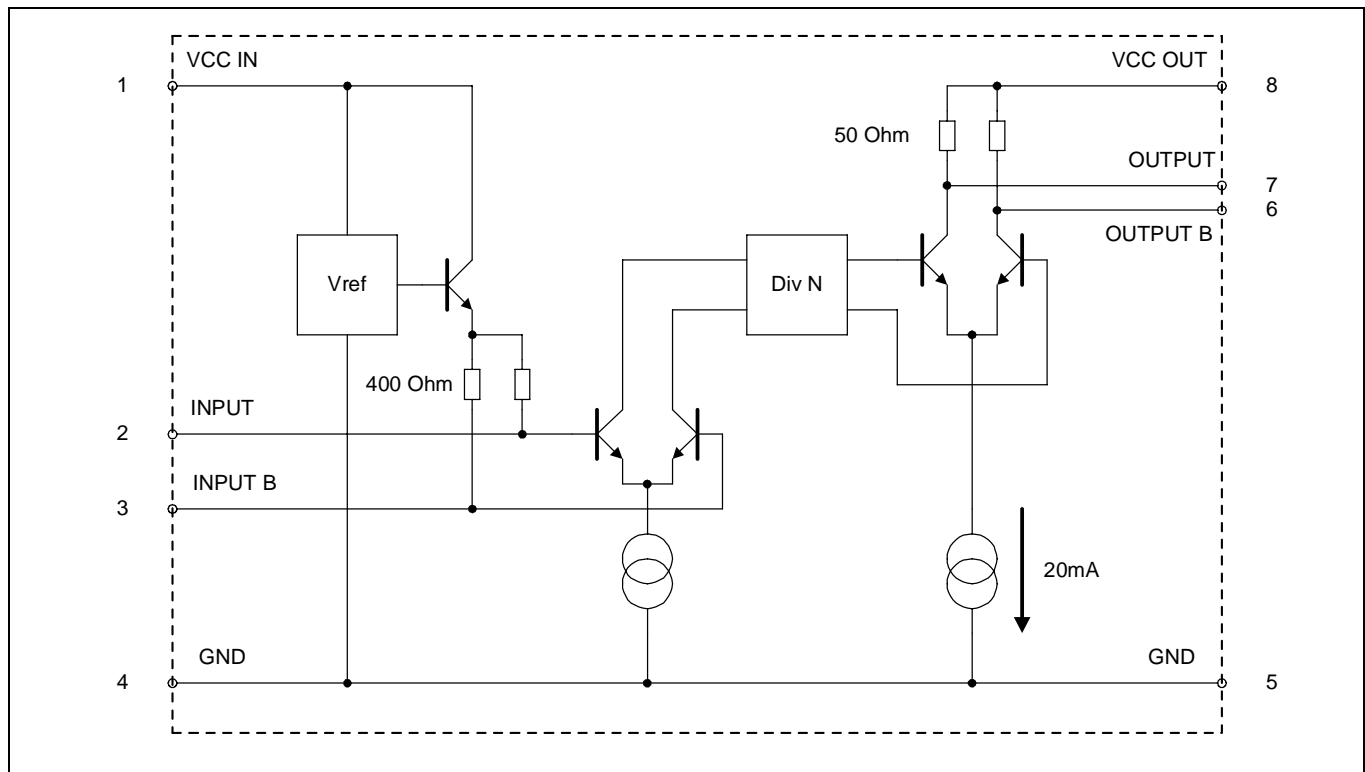 VCC IN
VCC OUT
1
8
50 Ohm
OUTPUT
7
6
OUTPUT B
Vref
Div N
400 Ohm
INPUT
2
INPUT B
3
20mA
GND
GND
4
5